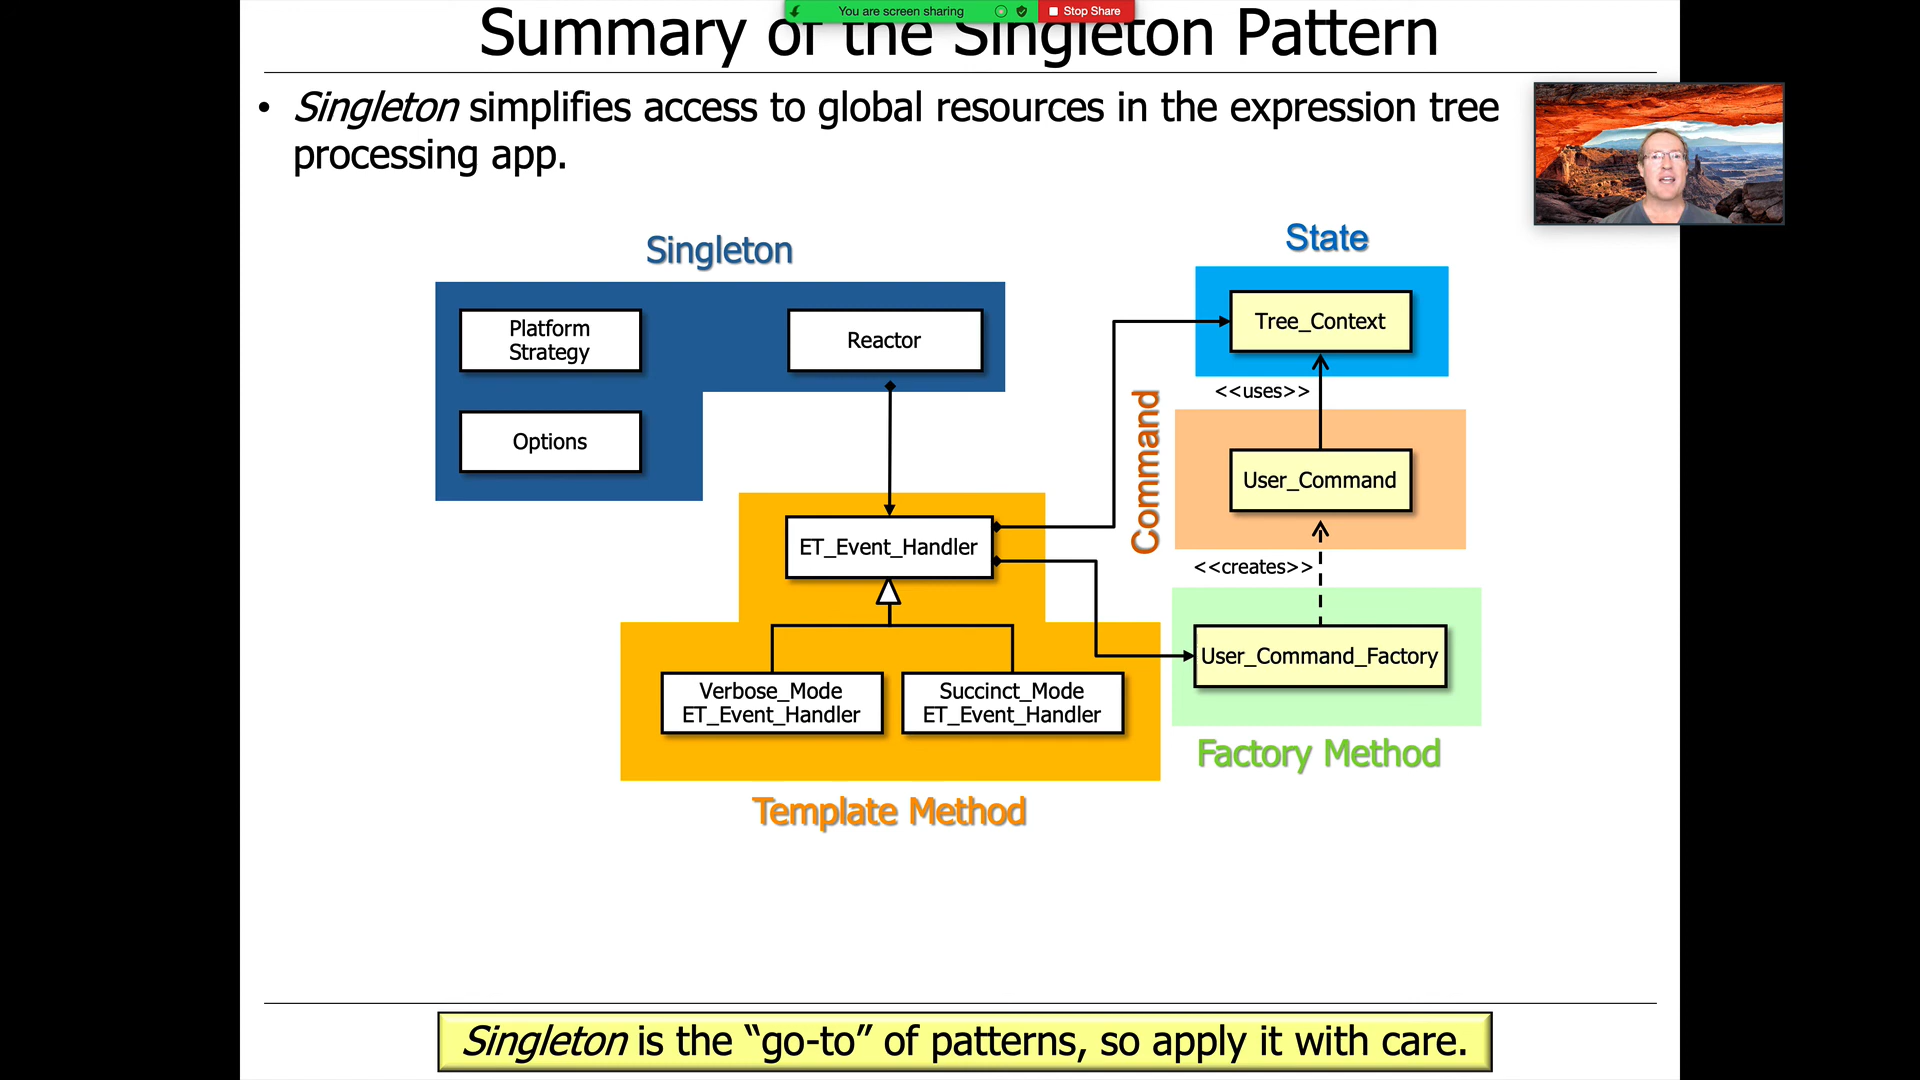 You are screen sharing
Stop Share
Summary of the Singleton Pattern
• Singleton simplifies access to global resources in the expression tree
processing app.
Singleton
Platform
Strategy
Reactor
Options
State
Tree_Context
<<uses>>
Command
User_Command
<<creates>>
ET_Event_Handler
User_Command_Factory
Factory Method
Verbose_Mode
ET_Event_Handler
Succinct_Mode
ET_Event_Handler
Template Method
Singleton is the “go-to” of patterns, so apply it with care.